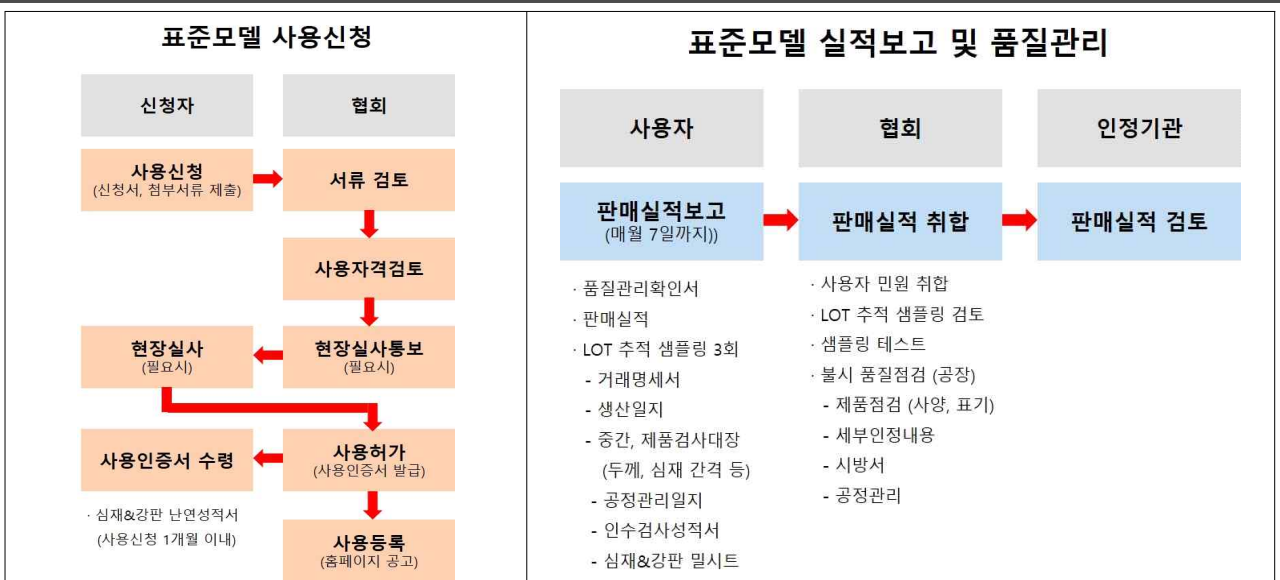 표준모델 사용신청
신청자
협회
사용신청
(신청서, 첨부서류 제출)
서류 검토
사용자격검토
현장실사
(필요시)
현장실사통보
(필요시)
사용인증서 수령
사용허가
(사용인증서 발급)
· 심재&강판 난연성적서
(사용신청 1개월 이내)
사용등록
(홈페이지 공고)
표준모델 실적보고 및 품질관리
사용자
협회
인정기관
판매실적보고
(매월 7일까지))
판매실적 취합
판매실적 검토
· 품질관리확인서
· 판매실적
· LOT 추적 샘플링 3회
- 거래명세서
- 생산일지
- 중간, 제품검사대장
(두께, 심재 간격 등)
- 공정관리일지
- 인수검사성적서
- 심재&강판 밀시트
· 사용자 민원 취합
· LOT 추적 샘플링 검토
· 샘플링 테스트
· 불시 품질점검 (공장)
- 제품점검 (사양, 표기)
- 세부인정내용
- 시방서
- 공정관리